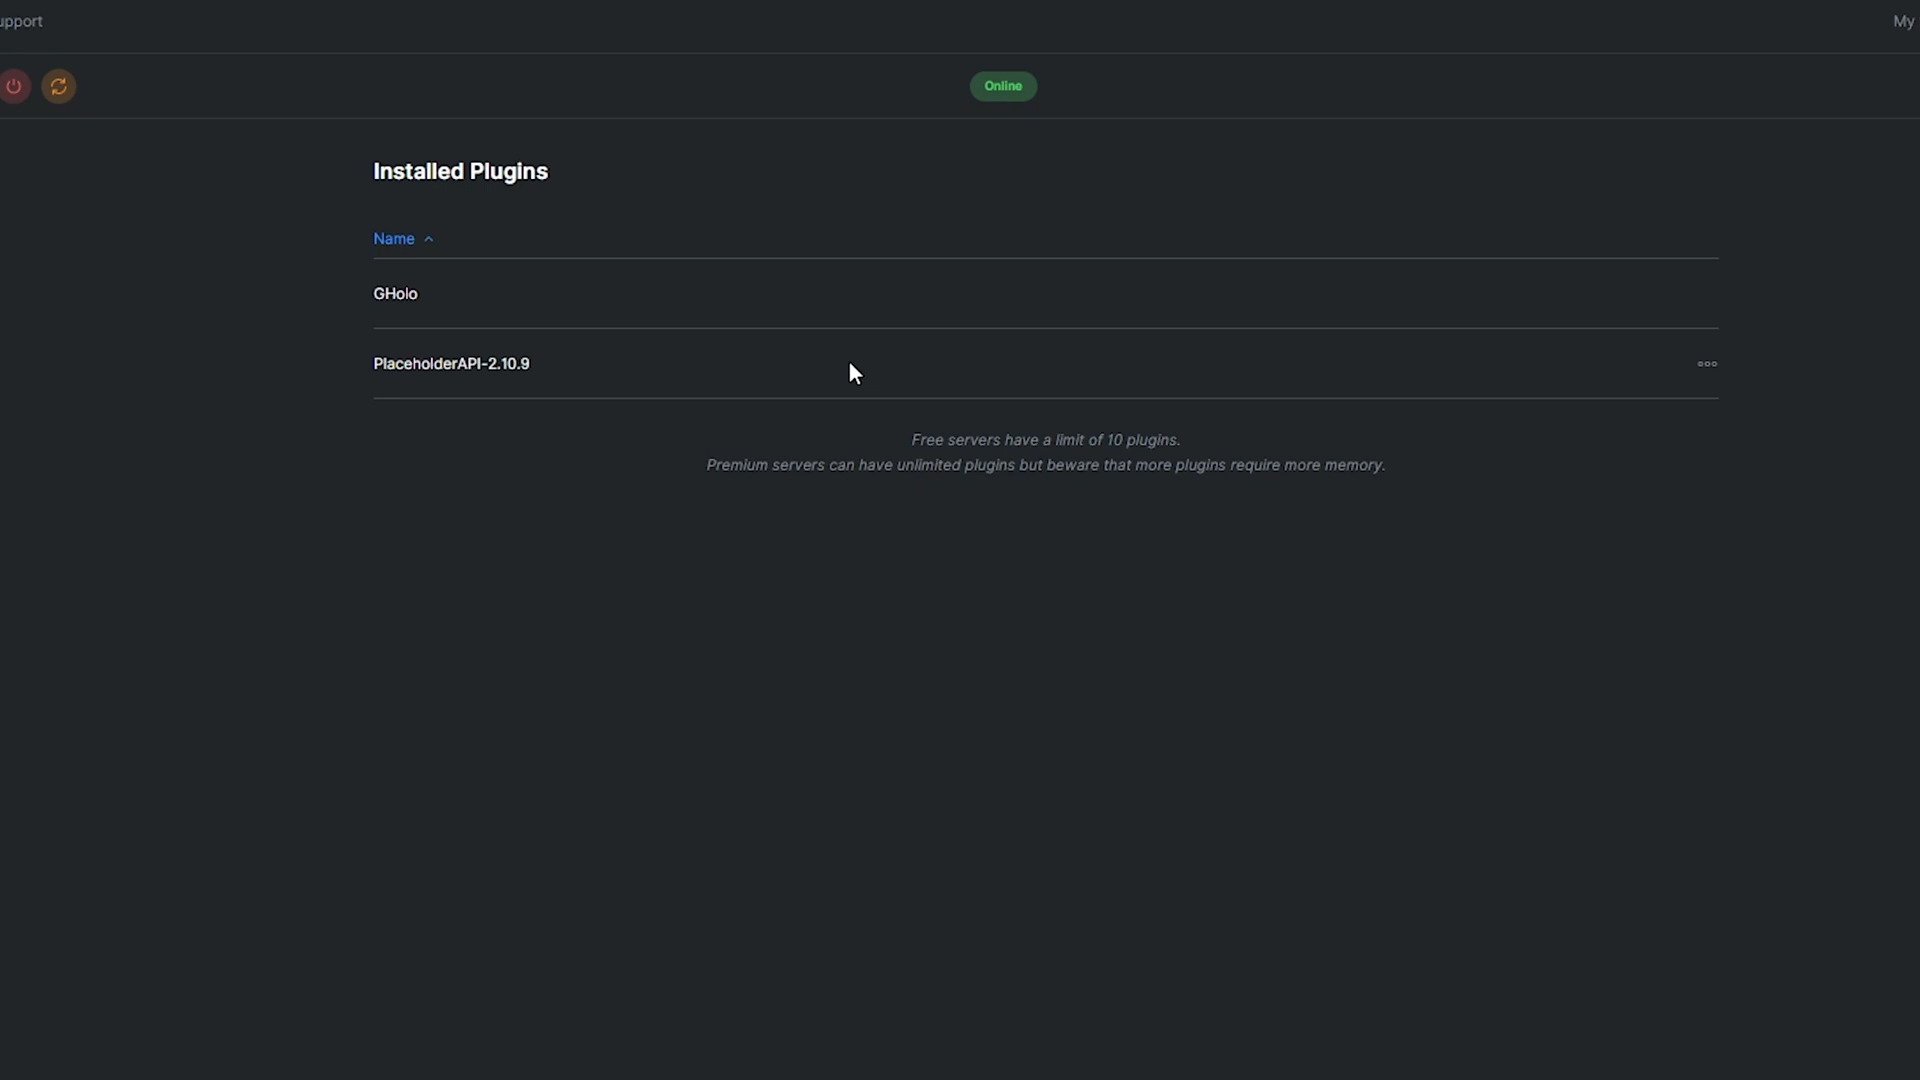 upport
My
Online
Installed Plugins
Name
GHolo
PlaceholderAPI-2.10.9
Free servers have a limit of 10 plugins.
Premium servers can have unlimited plugins but beware that more plugins require more memory.